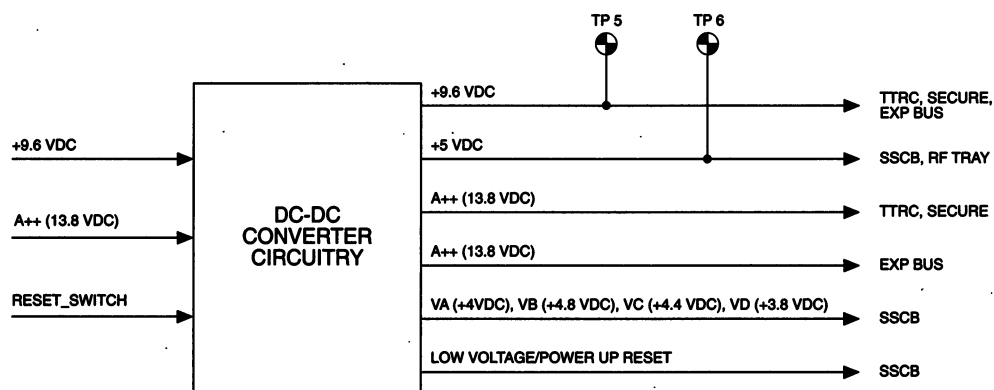 TP 5
TP 6
+9.6 VDC
TTRC, SECURE,
EXP BUS
+9.6 VDC
+5 VDC
SSCB, RF TRAY
A++ (13.8 VDC)
DC-DC
CONVERTER
CIRCUITRY
A++ (13.8 VDC)
TTRC, SECURE
A++ (13.8 VDC)
EXP BUS
RESET_SWITCH
VA (+4VDC), VB (+4.8 VDC), VC (+4.4 VDC), VD (+3.8 VDC)
SSCB
LOW VOLTAGE/POWER UP RESET
SSCB